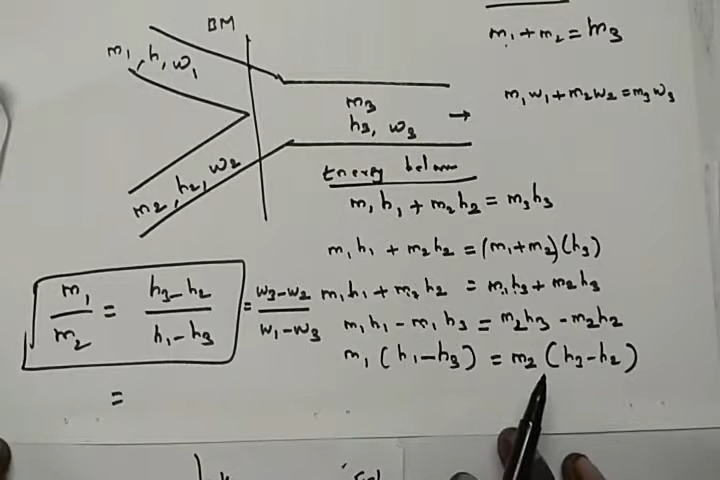 BM
m1, h, w1
m1 + m2 = m3
m1w1 + m2w2 = m3w3
m3
h3, w3 →
m2, h2, w2
Energy
m1h1 + m2h2 = m3h3
m1h1 + m2h2 = (m1+m2)(h3)
m1/m2 = h3-h2/h1-h3 = w3-w2/w1-w3
m1h1 + m2h2 = m1h3 + m2h3
m1h1 - m1h3 = m2h3 - m2h2
m1(h1-h3) = m2(h3-h2)
=